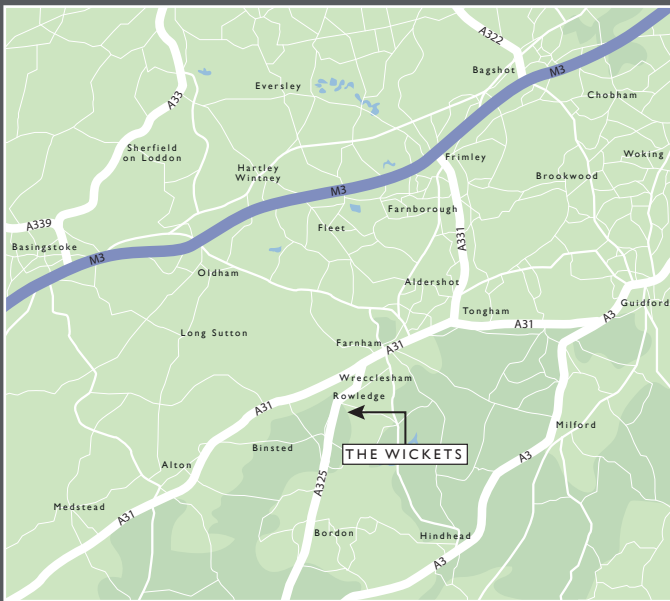 A322
Bagshot
M3
Eversley
Chobham
A33
Sherfield
on Loddon
Woking
Frimley
Hartley
Wintney
Brookwood
M3
Farnborough
A339
Fleet
A331
Basingstoke
M3
Oldham
Aldershot
Guidford
Tongham
A3
A31
Long Sutton
Farnham
A31
Wrecclesham
Rowledge
A31
Milford
Binsted
THE WICKETS
A3
Alton
A325
Medstead
A31
Bordon
Hindhead
A3